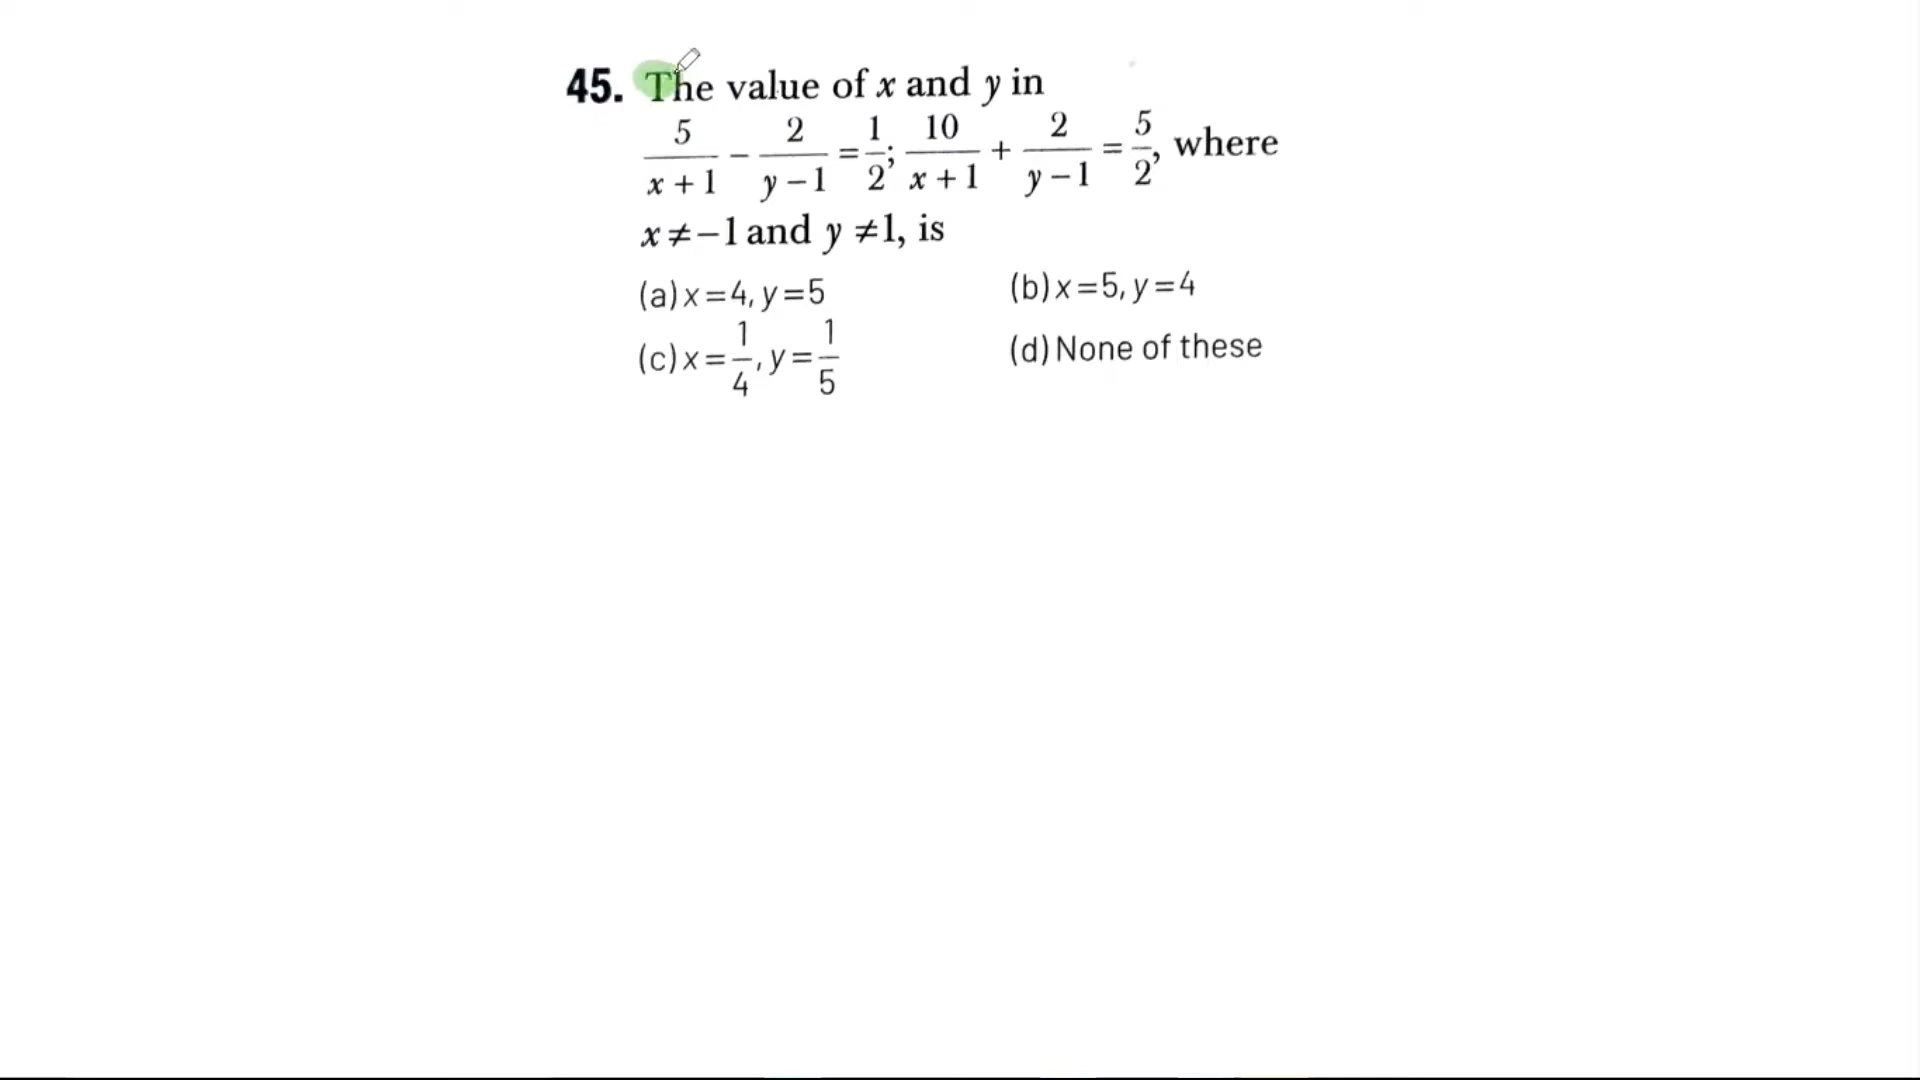 45. The value of x and y in
5/(x+1) − 2/(y−1) = 1/2; 10/(x+1) + 2/(y−1) = 5/2, where
x ≠ −1 and y ≠ 1, is
(a) x=4, y=5 (b) x=5, y=4
(c) x=1/4, y=1/5 (d) None of these